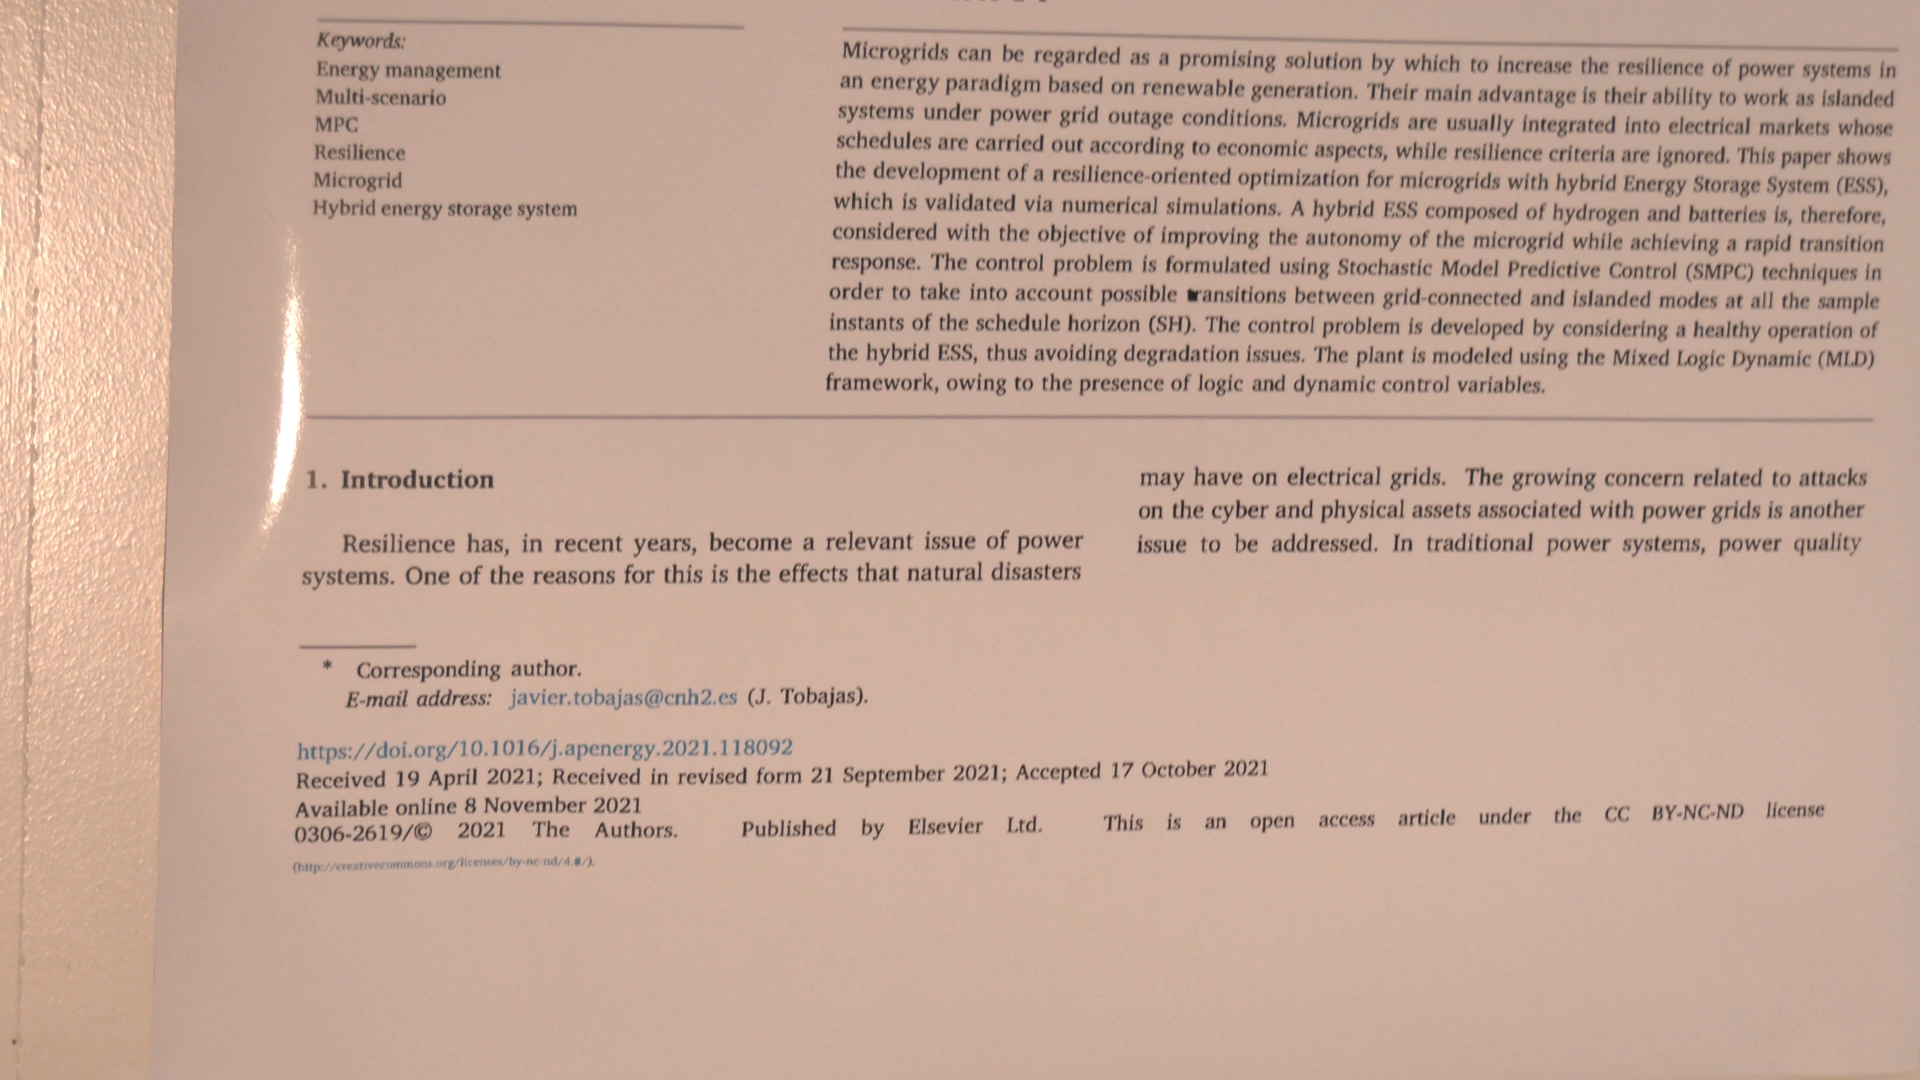 Keywords:
Energy management
Multi-scenario
MPC
Resilience
Microgrid
Hybrid energy storage system
Microgrids can be regarded as a promising solution by which to increase the resilience of power systems in
an energy paradigm based on renewable generation. Their main advantage is their ability to work as islanded
systems under power grid outage conditions. Microgrids are usually integrated into electrical markets whose
schedules are carried out according to economic aspects, while resilience criteria are ignored. This paper shows
the development of a resilience-oriented optimization for microgrids with hybrid Energy Storage System (ESS),
which is validated via numerical simulations. A hybrid ESS composed of hydrogen and batteries is, therefore,
considered with the objective of improving the autonomy of the microgrid while achieving a rapid transition
response. The control problem is formulated using Stochastic Model Predictive Control (SMPC) techniques in
order to take into account possible transitions between grid-connected and islanded modes at all the sample
instants of the schedule horizon (SH). The control problem is developed by considering a healthy operation of
the hybrid ESS, thus avoiding degradation issues. The plant is modeled using the Mixed Logic Dynamic (MLD)
framework, owing to the presence of logic and dynamic control variables.
1. Introduction
Resilience has, in recent years, become a relevant issue of power
systems. One of the reasons for this is the effects that natural disasters
may have on electrical grids. The growing concern related to attacks
on the cyber and physical assets associated with power grids is another
issue to be addressed. In traditional power systems, power quality
* Corresponding author.
E-mail address: javier.tobajas@cnh2.es (J. Tobajas).
https://doi.org/10.1016/j.apenergy.2021.118092
Received 19 April 2021; Received in revised form 21 September 2021; Accepted 17 October 2021
Available online 8 November 2021
0306-2619/© 2021 The Authors. Published by Elsevier Ltd. This is an open access article under the CC BY-NC-ND license
(http://creativecommons.org/licenses/by-nc-nd/4.0/).